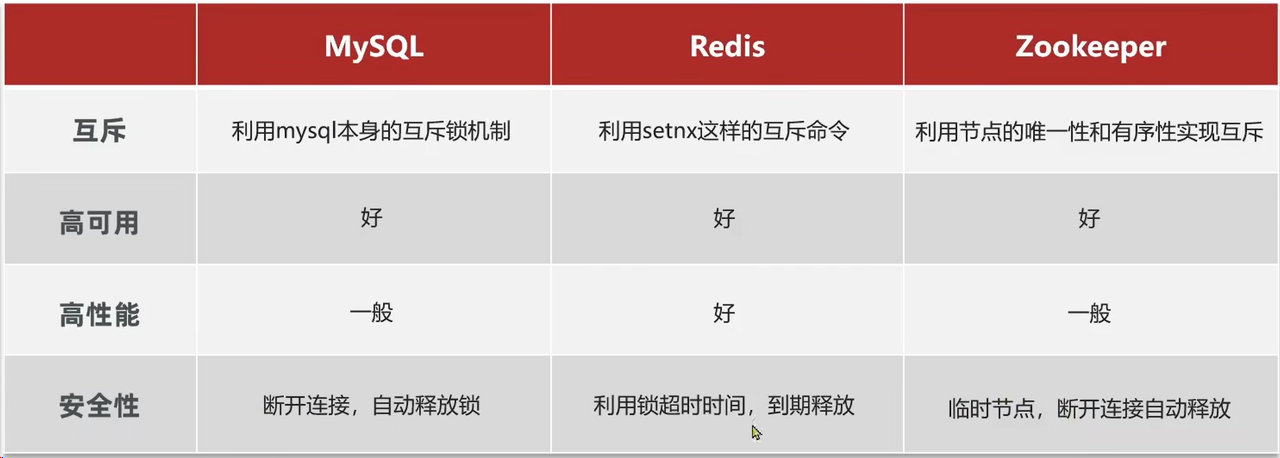 MySQL Redis Zookeeper
互斥 利用mysql本身的互斥锁机制 利用setnx这样的互斥命令 利用节点的唯一性和有序性实现互斥
高可用 好 好 好
高性能 一般 好 一般
安全性 断开连接，自动释放锁 利用锁超时时间，到期释放 临时节点，断开连接自动释放